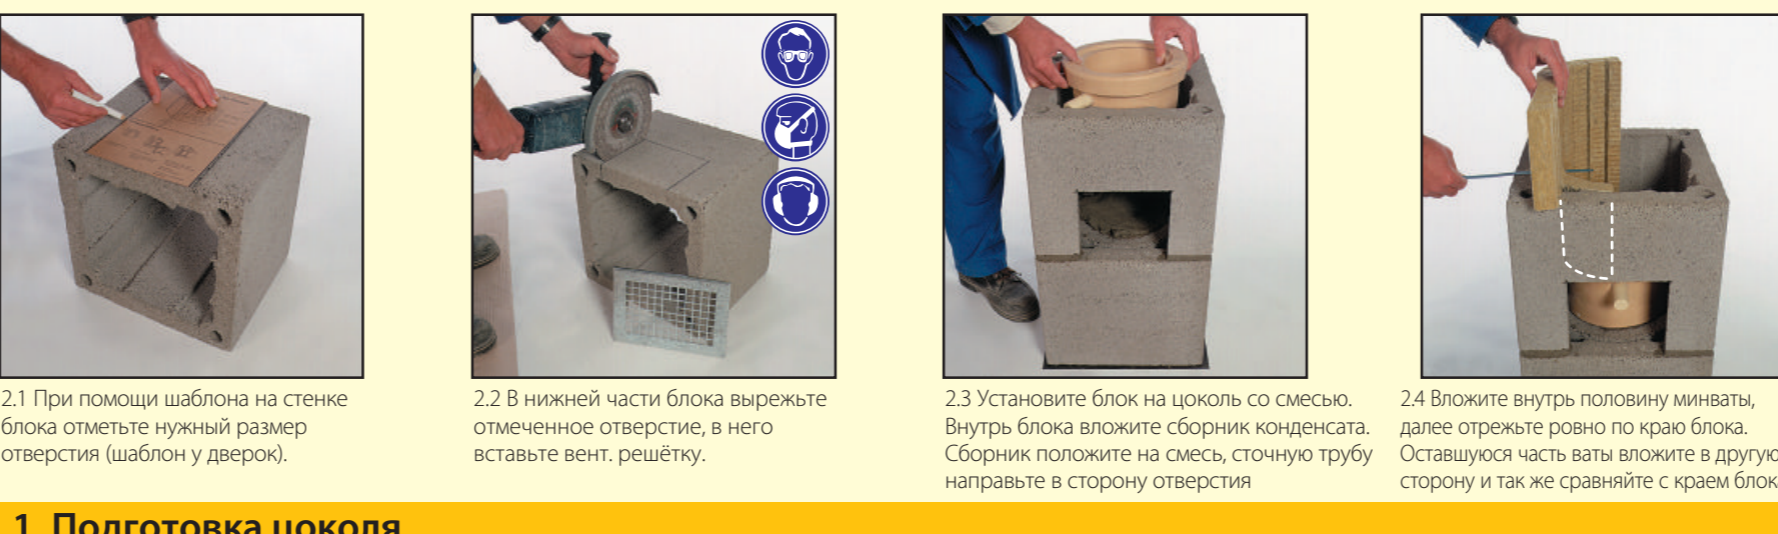 2.1 При помощи шаблона на стенке
блока отметьте нужный размер
отверстия (шаблон у дверок).
2.2 В нижней части блока вырежьте
отмеченное отверстие, в него
вставьте вент. решётку.
2.3 Установите блок на цоколь со смесью.
Внутрь блока вложите сборник конденсата.
Сборник положите на смесь, сточную трубу
направьте в сторону отверстия
2.4 Вложите внутрь половину минваты,
далее отрежьте ровно по краю блока.
Оставшуюся часть ваты вложите в другую
сторону и так же сравняйте с краем блок
1 Подготовка цоколя